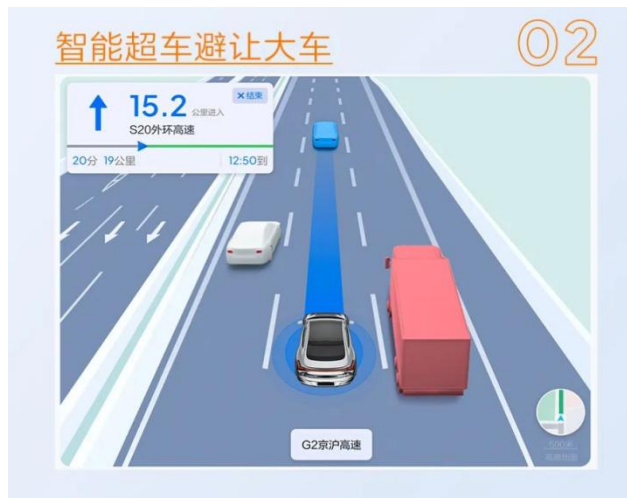 智能超车避让大车
02
15.2 公里进入
× 结束
S20外环高速
20分 19公里
12:50到
G2京沪高速